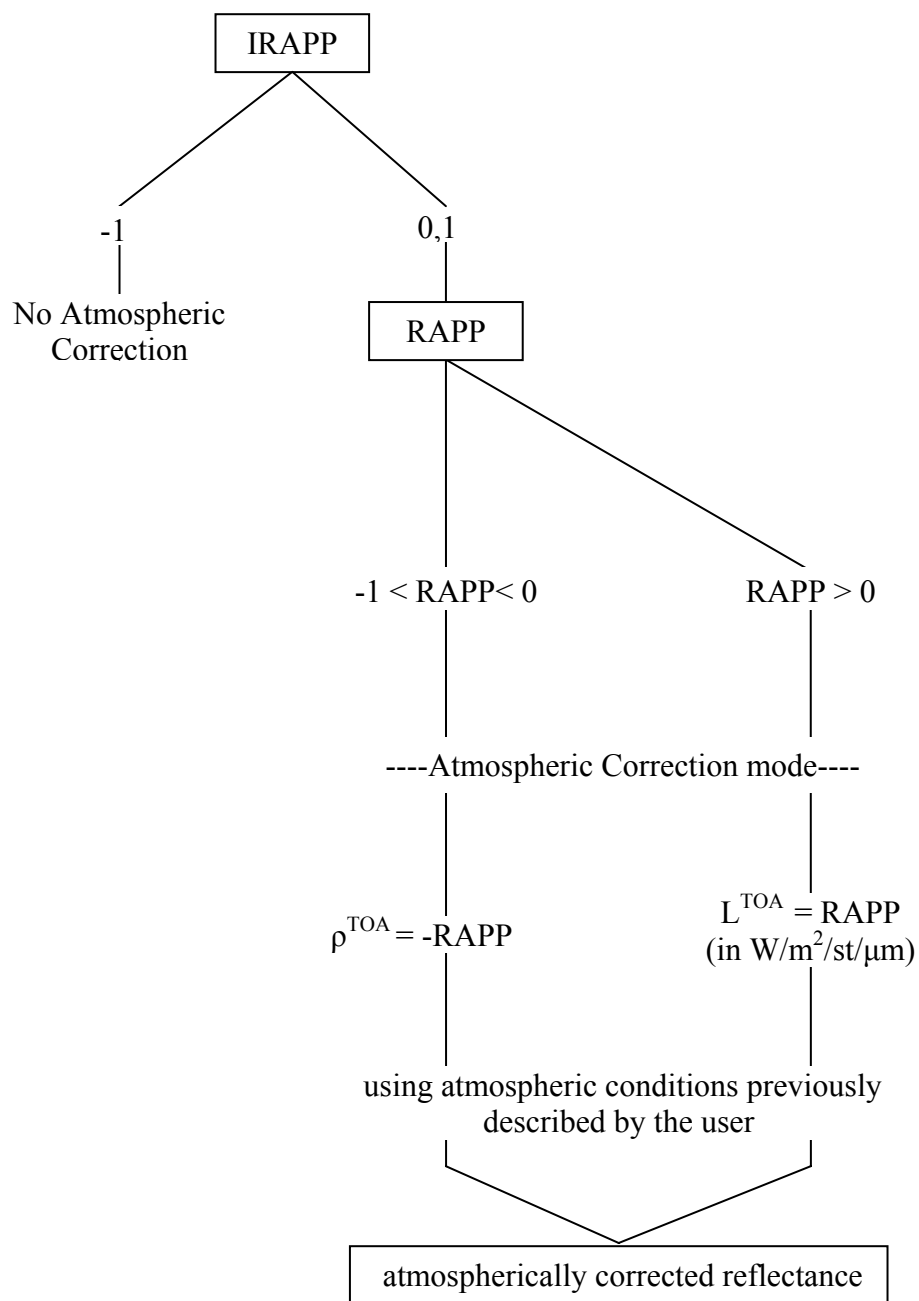 IRAPP
-1
0,1
No Atmospheric
Correction
RAPP
-1 < RAPP< 0
RAPP > 0
----Atmospheric Correction mode----
ρ^TOA = -RAPP
L^TOA = RAPP
(in W/m²/st/μm)
using atmospheric conditions previously
described by the user
atmospherically corrected reflectance